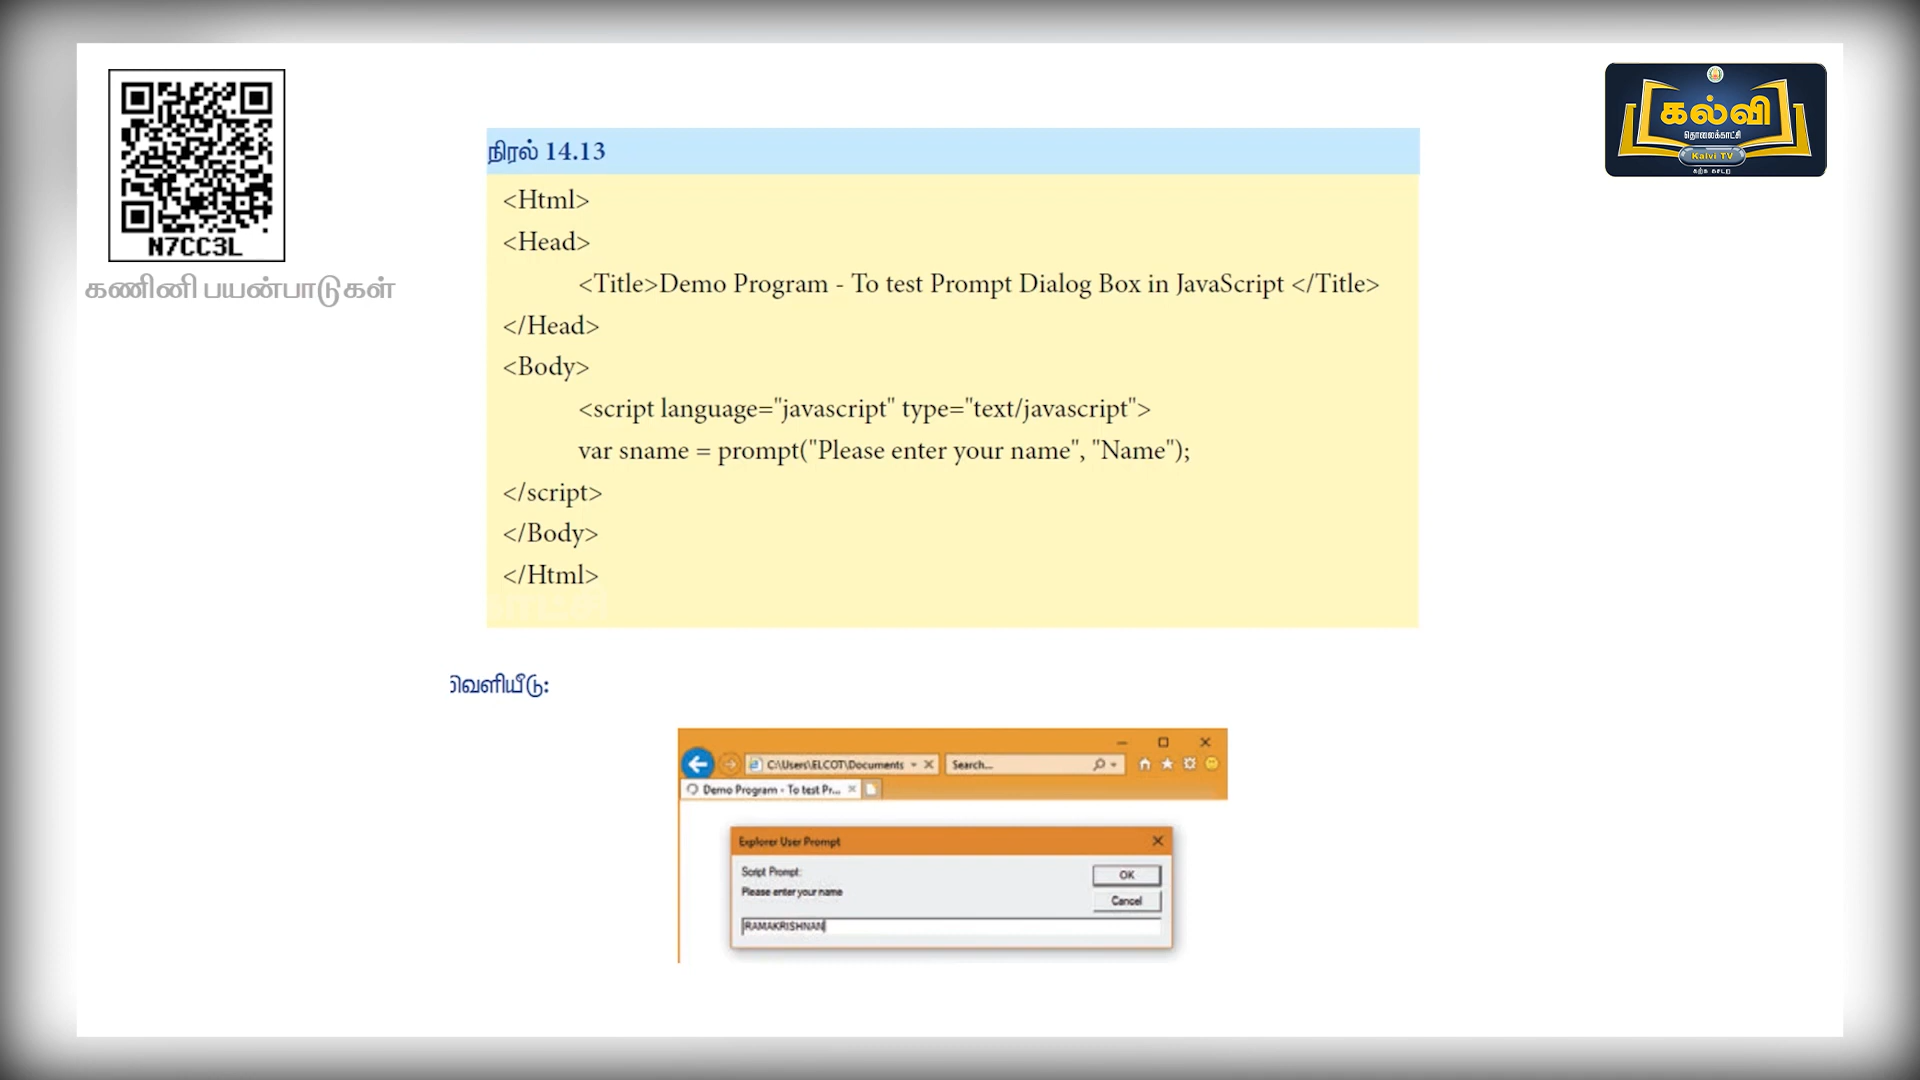 N7CC3L
கணினி பயன்பாடுகள்
கல்வி
தொலைக்காட்சி
Kalvi TV
கற்க கசடற
நிரல் 14.13
<Html>
<Head>
<Title>Demo Program - To test Prompt Dialog Box in JavaScript </Title>
</Head>
<Body>
<script language="javascript" type="text/javascript">
var sname = prompt("Please enter your name", "Name");
</script>
</Body>
</Html>
வெளியீடு:
C:\Users\ELCOT\Documents
Search...
Demo Program - To test Pr...
Explorer User Prompt
Script Prompt:
Please enter your name
OK
Cancel
RAMAKRISHNAN